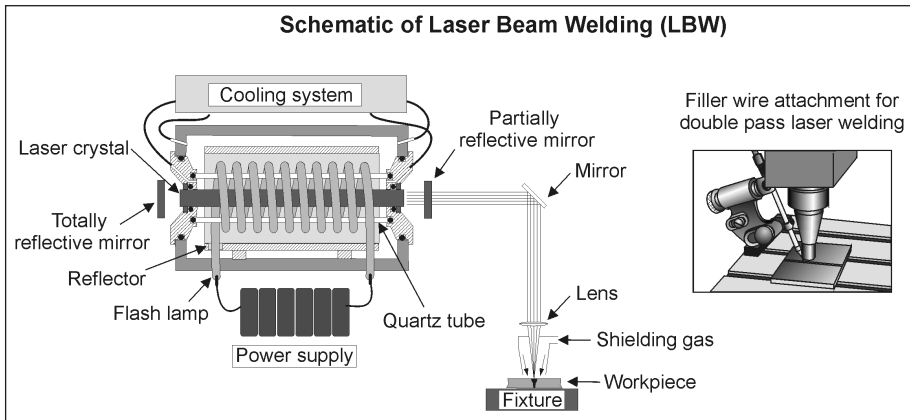 Schematic of Laser Beam Welding (LBW)
Cooling system
Partially
reflective mirror
Filler wire attachment for
double pass laser welding
Laser crystal
Mirror
Totally
reflective mirror
Reflector
Flash lamp
Quartz tube
Power supply
Lens
Shielding gas
Workpiece
Fixture